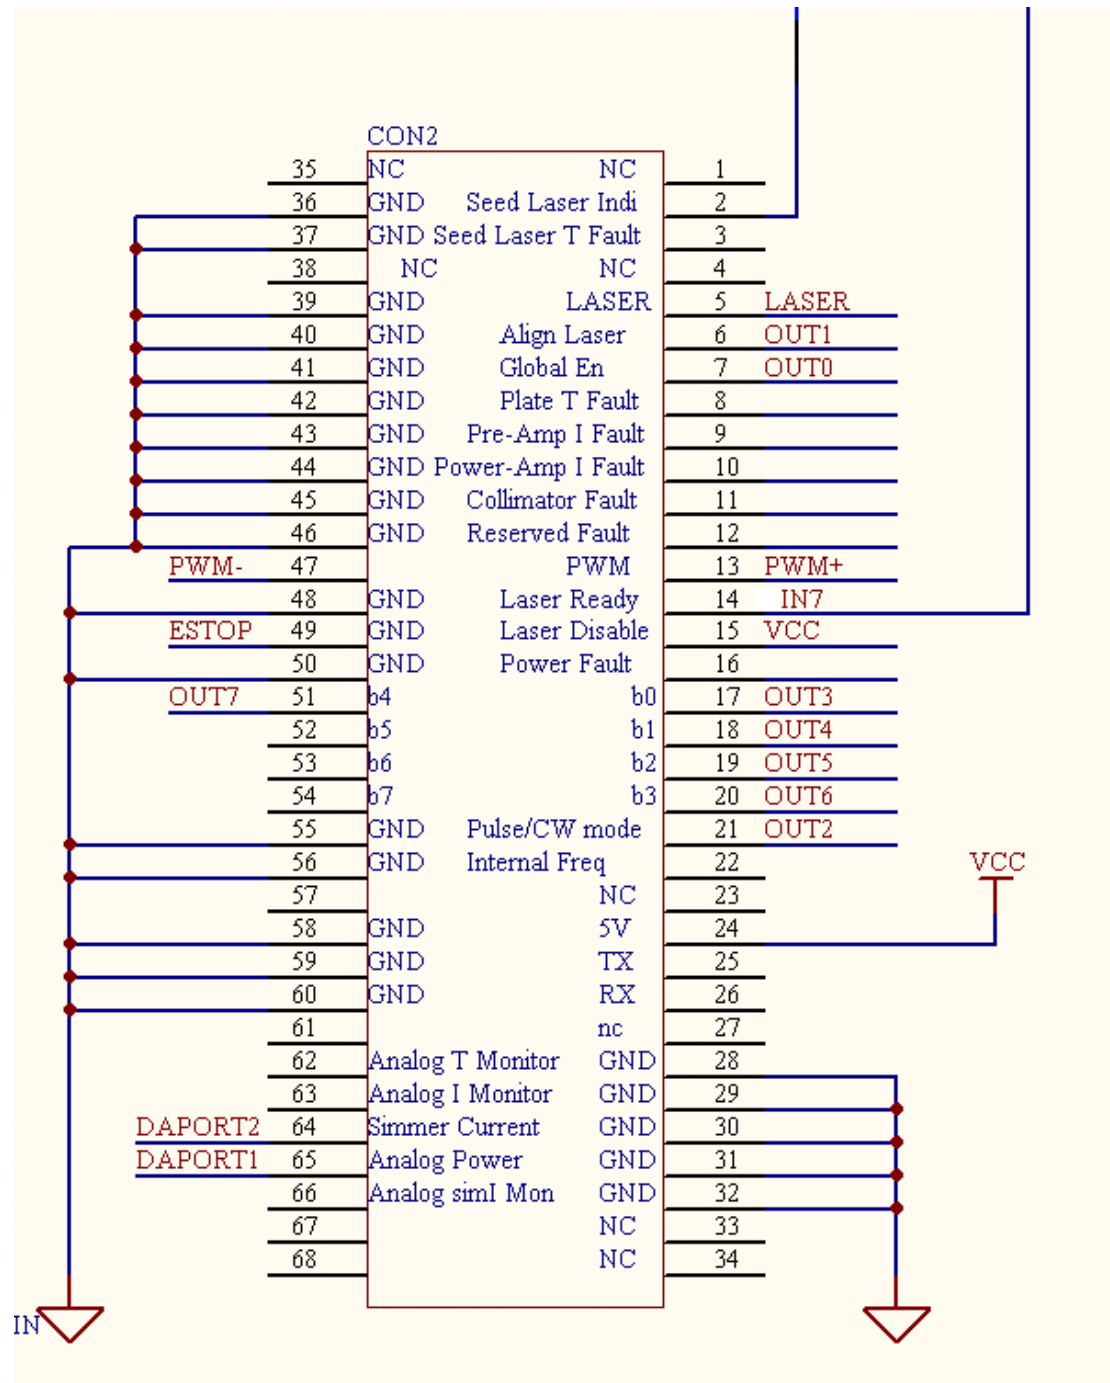 CON2
35 NC NC 1
36 GND Seed Laser Indi 2
37 GND Seed Laser T Fault 3
38 NC NC 4
39 GND LASER 5 LASER
40 GND Align Laser 6 OUT1
41 GND Global En 7 OUT0
42 GND Plate T Fault 8
43 GND Pre-Amp I Fault 9
44 GND Power-Amp I Fault 10
45 GND Collimator Fault 11
46 GND Reserved Fault 12
PWM- 47 PWM 13 PWM+
48 GND Laser Ready 14 IN7
ESTOP 49 GND Laser Disable 15 VCC
50 GND Power Fault 16
OUT7 51 b4 b0 17 OUT3
52 b5 b1 18 OUT4
53 b6 b2 19 OUT5
54 b7 b3 20 OUT6
55 GND Pulse/CW mode 21 OUT2
56 GND Internal Freq 22 VCC
57 NC 23
58 GND 5V 24
59 GND TX 25
60 GND RX 26
61 nc 27
62 Analog T Monitor GND 28
63 Analog I Monitor GND 29
DAPORT2 64 Simmer Current GND 30
DAPORT1 65 Analog Power GND 31
66 Analog simI Mon GND 32
67 NC 33
68 NC 34
IN